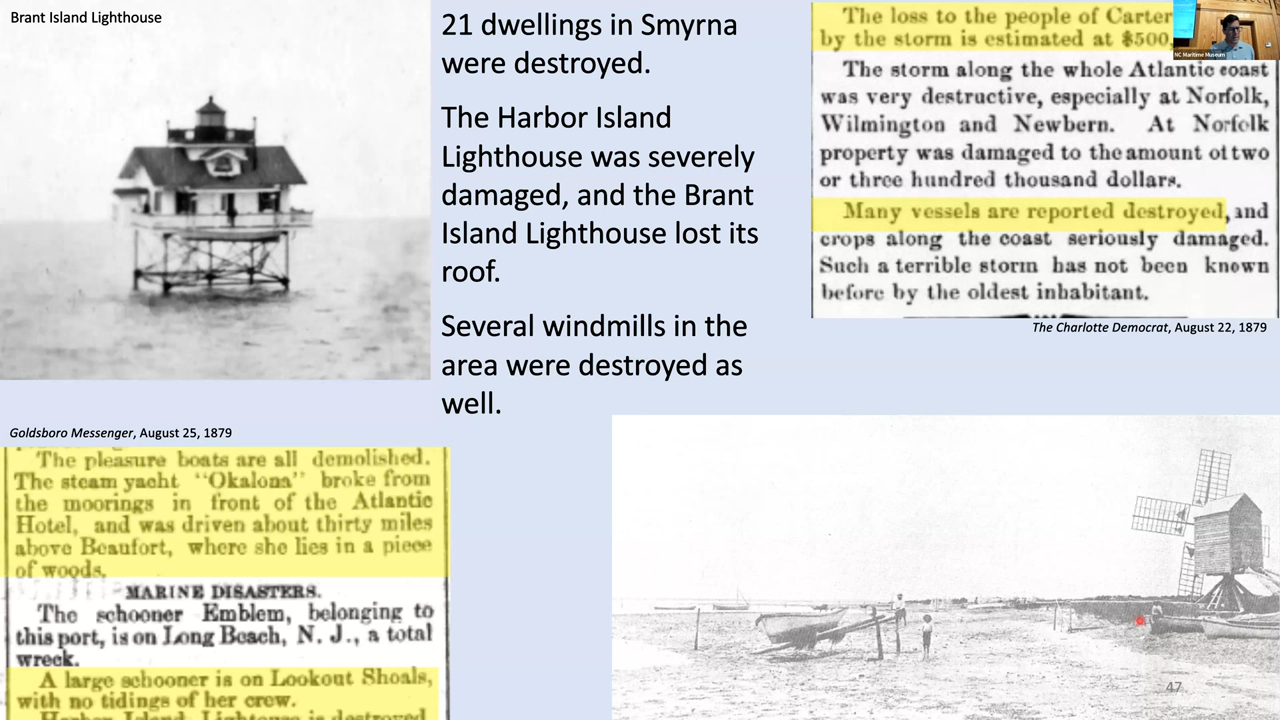 Brant Island Lighthouse
21 dwellings in Smyrna
were destroyed.
The Harbor Island
Lighthouse was severely
damaged, and the Brant
Island Lighthouse lost its
roof.
Several windmills in the
area were destroyed as
well.
The loss to the people of Carter
by the storm is estimated at $500,
The storm along the whole Atlantic coast
was very destructive, especially at Norfolk,
Wilmington and Newbern. At Norfolk
property was damaged to the amount of two
or three hundred thousand dollars.
Many vessels are reported destroyed, and
crops along the coast seriously damaged.
Such a terrible storm has not been known
before by the oldest inhabitant.
NC Maritime Museum
The Charlotte Democrat, August 22, 1879
Goldsboro Messenger, August 25, 1879
The pleasure boats are all demolished.
The steam yacht "Okalona" broke from
the moorings in front of the Atlantic
Hotel, and was driven about thirty miles
above Beaufort, where she lies in a piece
of woods.
MARINE DISASTERS.
The schooner Emblem, belonging to
this port, is on Long Beach, N. J., a total
wreck.
A large schooner is on Lookout Shoals,
with no tidings of her crew.
Harbor Island Lighouse is destroyed
47